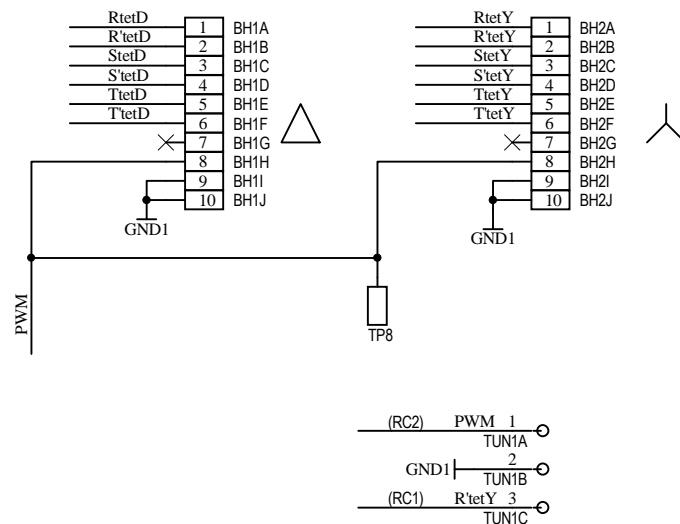 RtetD 1 BH1A
R'tetD 2 BH1B
StetD 3 BH1C
S'tetD 4 BH1D
TtetD 5 BH1E
T'tetD 6 BH1F
7 BH1G
8 BH1H
9 BH1I
10 BH1J
GND1
RtetY 1 BH2A
R'tetY 2 BH2B
StetY 3 BH2C
S'tetY 4 BH2D
TtetY 5 BH2E
T'tetY 6 BH2F
7 BH2G
8 BH2H
9 BH2I
10 BH2J
GND1
PWM
TP8
(RC2) PWM 1
TUN1A
GND1 2
TUN1B
(RC1) R'tetY 3
TUN1C